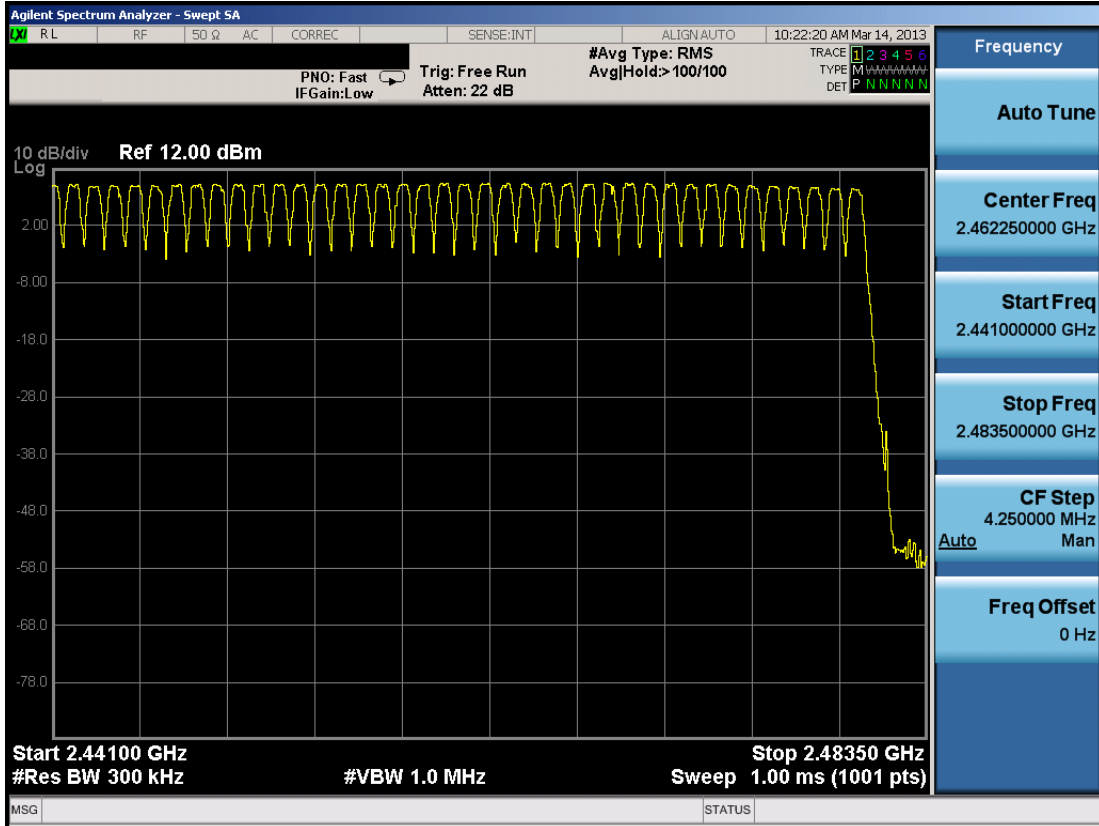 Agilent Spectrum Analyzer - Swept SA
LXI RL RF 50 Ω AC CORREC SENSE:INT ALIGN AUTO 10:22:20 AM Mar 14, 2013
PNO: Fast
IFGain:Low
Trig: Free Run
Atten: 22 dB
#Avg Type: RMS
Avg|Hold:>100/100
TRACE 1 2 3 4 5 6
TYPE M WWWWW
DET P N N N N N
10 dB/div Ref 12.00 dBm
Log
2.00
-8.00
-18.0
-28.0
-38.0
-48.0
-58.0
-68.0
-78.0
Start 2.44100 GHz Stop 2.48350 GHz
#Res BW 300 kHz #VBW 1.0 MHz Sweep 1.00 ms (1001 pts)
MSG STATUS
Frequency
Auto Tune
Center Freq
2.462250000 GHz
Start Freq
2.441000000 GHz
Stop Freq
2.483500000 GHz
CF Step
4.250000 MHz
Auto Man
Freq Offset
0 Hz